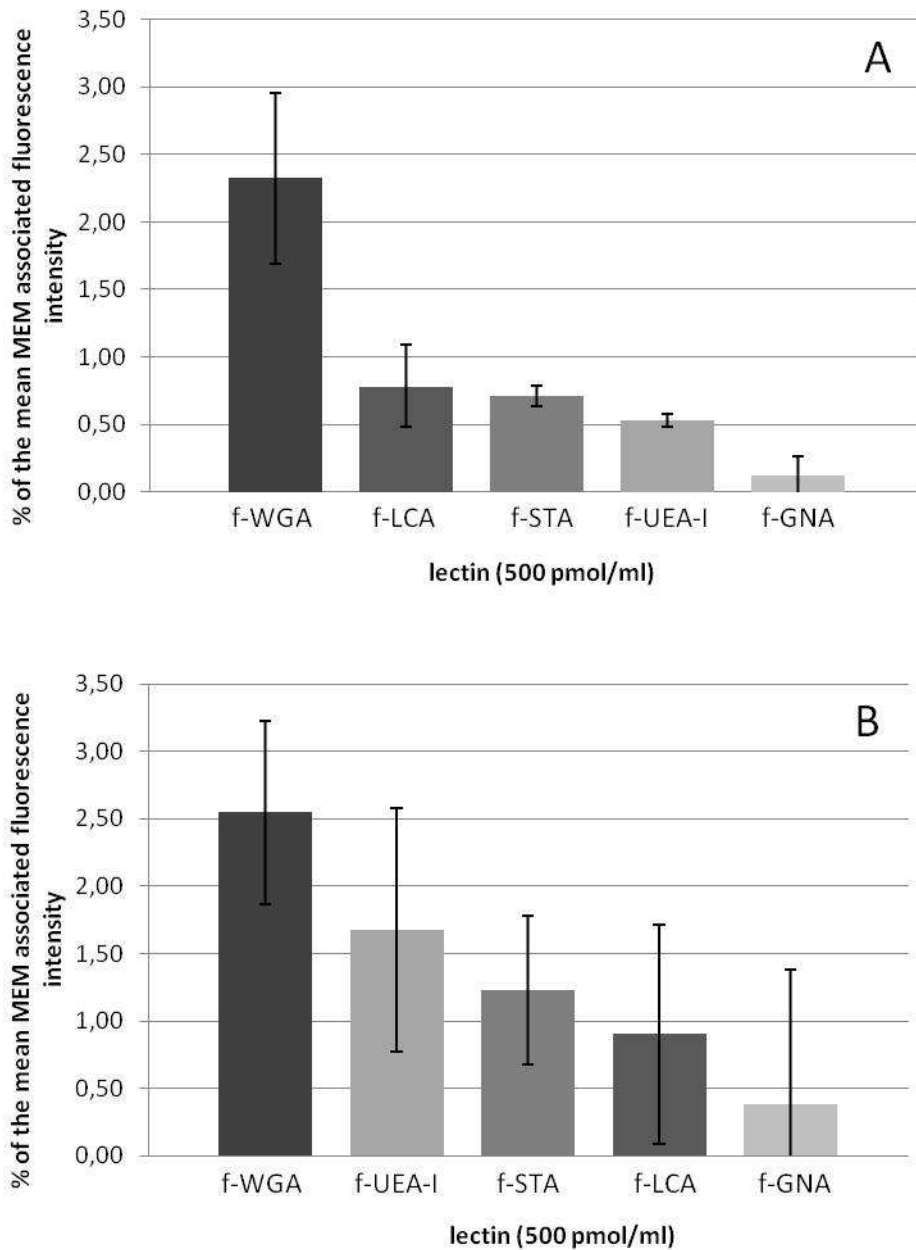 A
% of the mean MEM associated fluorescence
intensity
3,50
3,00
2,50
2,00
1,50
1,00
0,50
0,00
f-WGA f-LCA f-STA f-UEA-I f-GNA
lectin (500 pmol/ml)
B
% of the mean MEM associated fluorescence
intensity
3,50
3,00
2,50
2,00
1,50
1,00
0,50
0,00
f-WGA f-UEA-I f-STA f-LCA f-GNA
lectin (500 pmol/ml)